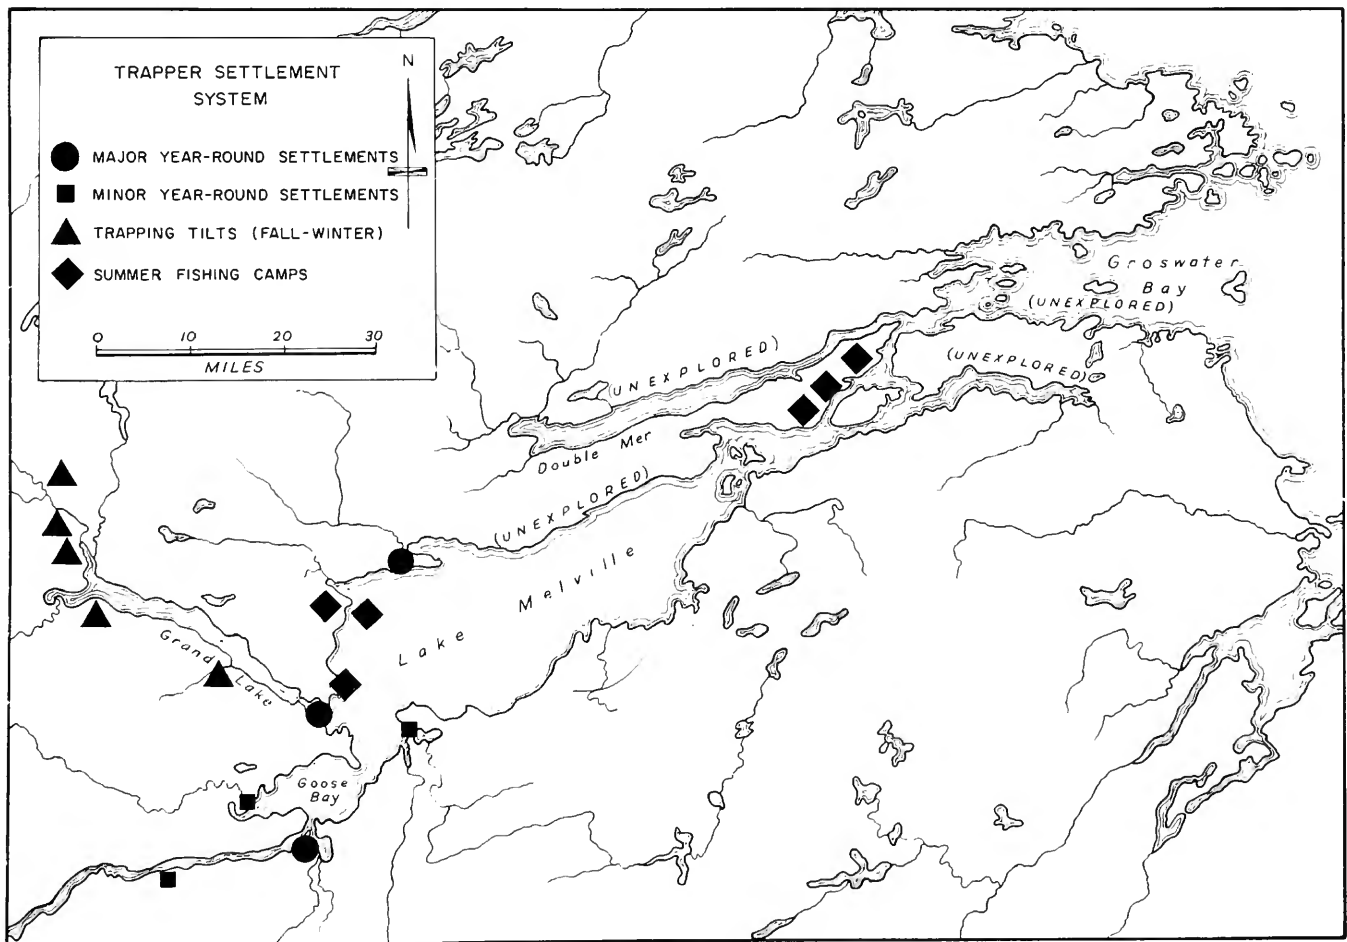 TRAPPER SETTLEMENT
SYSTEM
N
MAJOR YEAR-ROUND SETTLEMENTS
MINOR YEAR-ROUND SETTLEMENTS
TRAPPING TILTS (FALL-WINTER)
SUMMER FISHING CAMPS
0 10 20 30
MILES
Groswater
Bay
(UNEXPLORED)
(UNEXPLORED)
(UNEXPLORED)
Double Mer
(UNEXPLORED)
Lake Melville
Grand Lake
Goose
Bay